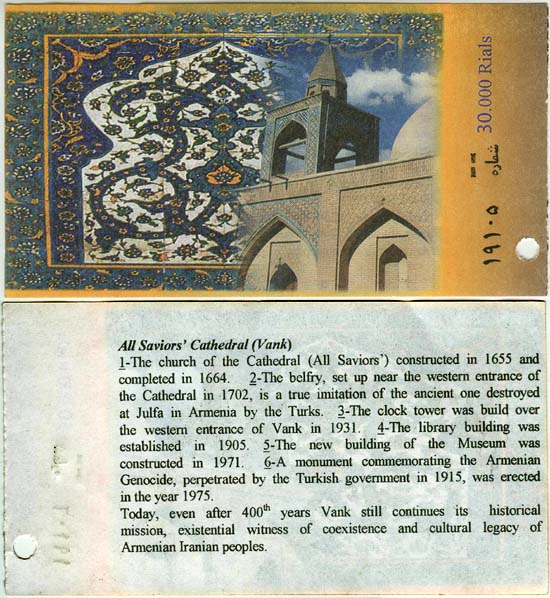 30.000 Rials
شماره
۱۹۱۰۵
All Saviors' Cathedral (Vank)
1-The church of the Cathedral (All Saviors') constructed in 1655 and
completed in 1664. 2-The belfry, set up near the western entrance of
the Cathedral in 1702, is a true imitation of the ancient one destroyed
at Julfa in Armenia by the Turks. 3-The clock tower was build over
the western entrance of Vank in 1931. 4-The library building was
established in 1905. 5-The new building of the Museum was
constructed in 1971. 6-A monument commemorating the Armenian
Genocide, perpetrated by the Turkish government in 1915, was erected
in the year 1975.
Today, even after 400th years Vank still continues its historical
mission, existential witness of coexistence and cultural legacy of
Armenian Iranian peoples.